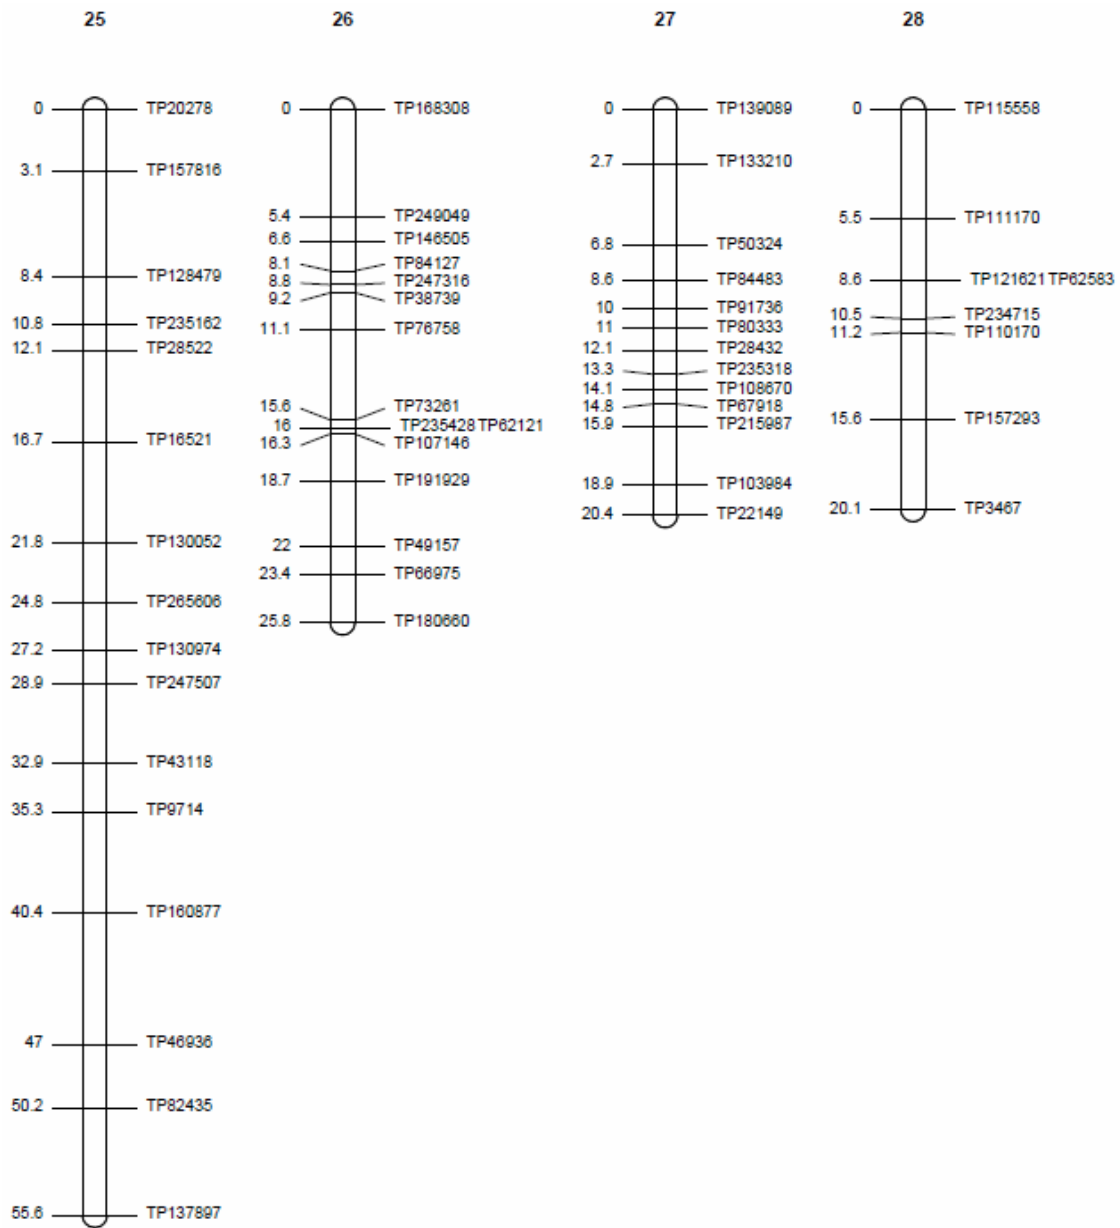 25 26 27 28
0 TP20278
3.1 TP157816
8.4 TP128479
10.8 TP235162
12.1 TP28522
16.7 TP16521
21.8 TP130052
24.8 TP265606
27.2 TP130974
28.9 TP247507
32.9 TP43118
35.3 TP9714
40.4 TP160877
47 TP46936
50.2 TP82435
55.6 TP137897
0 TP168308
5.4 TP249049
6.6 TP146505
8.1 TP84127
8.8 TP247316
9.2 TP38739
11.1 TP76758
15.6 TP73261
16 TP235428 TP62121
16.3 TP107146
18.7 TP191929
22 TP49157
23.4 TP66975
25.8 TP180660
0 TP139089
2.7 TP133210
6.8 TP50324
8.6 TP84483
10 TP91736
11 TP80333
12.1 TP28432
13.3 TP235318
14.1 TP108670
14.8 TP67918
15.9 TP215987
18.9 TP103984
20.4 TP22149
0 TP115558
5.5 TP111170
8.6 TP121621 TP62583
10.5 TP234715
11.2 TP110170
15.6 TP157293
20.1 TP3467